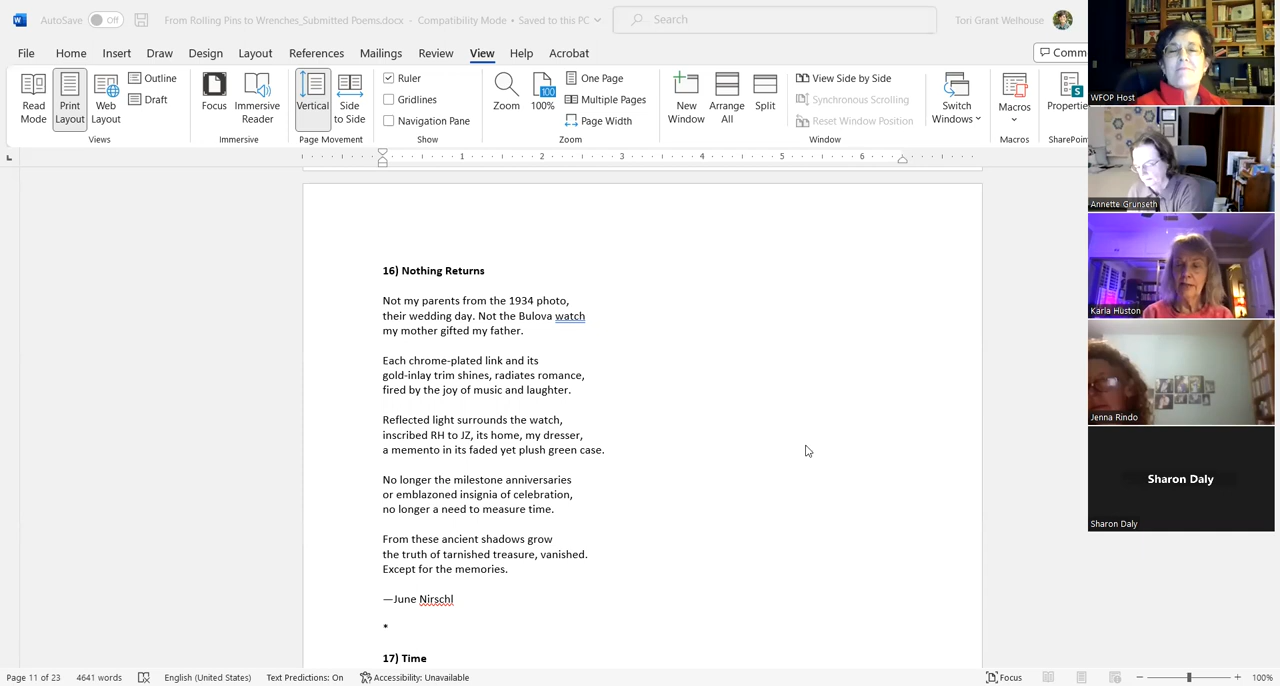 AutoSave Off From Rolling Pins to Wrenches_Submitted Poems.docx - Compatibility Mode • Saved to this PC Search Tori Grant Welhouse
File Home Insert Draw Design Layout References Mailings Review View Help Acrobat Comm
Read Mode
Print Layout
Web Layout
Outline
Draft
Views
Focus
Immersive Reader
Immersive
Vertical
Side to Side
Page Movement
Ruler
Gridlines
Navigation Pane
Show
Zoom
100
100%
One Page
Multiple Pages
Page Width
Zoom
New Window
Arrange All
Split
View Side by Side
Synchronous Scrolling
Reset Window Position
Window
Switch Windows
Macros
Macros
Properties
SharePoint
1 2 3 4 5 6
16) Nothing Returns
Not my parents from the 1934 photo,
their wedding day. Not the Bulova watch
my mother gifted my father.
Each chrome-plated link and its
gold-inlay trim shines, radiates romance,
fired by the joy of music and laughter.
Reflected light surrounds the watch,
inscribed RH to JZ, its home, my dresser,
a memento in its faded yet plush green case.
No longer the milestone anniversaries
or emblazoned insignia of celebration,
no longer a need to measure time.
From these ancient shadows grow
the truth of tarnished treasure, vanished.
Except for the memories.
—June Nirschl
*
17) Time
WFOP Host
Annette Grunseth
Karla Huston
Jenna Rindo
Sharon Daly
Sharon Daly
Page 11 of 23 4641 words English (United States) Text Predictions: On Accessibility: Unavailable Focus 100%